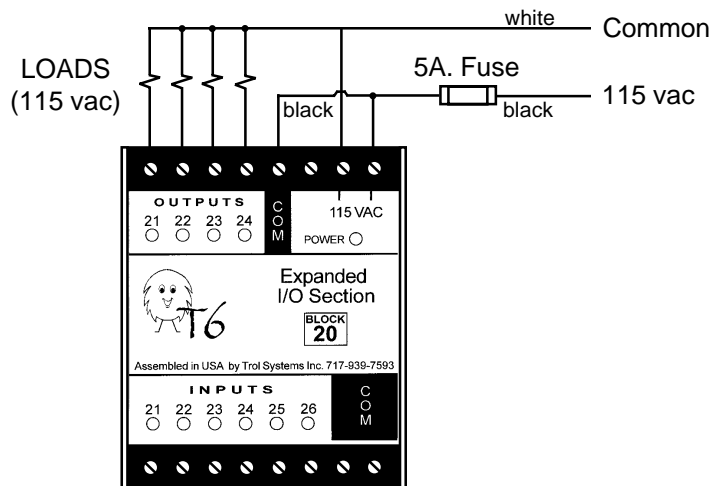 white
Common
LOADS
(115 vac)
5A. Fuse
black
black
115 vac
OUTPUTS
21 22 23 24
COM
115 VAC
POWER
T6
Expanded
I/O Section
BLOCK
20
Assembled in USA by Trol Systems Inc. 717-939-7593
INPUTS
21 22 23 24 25 26
COM